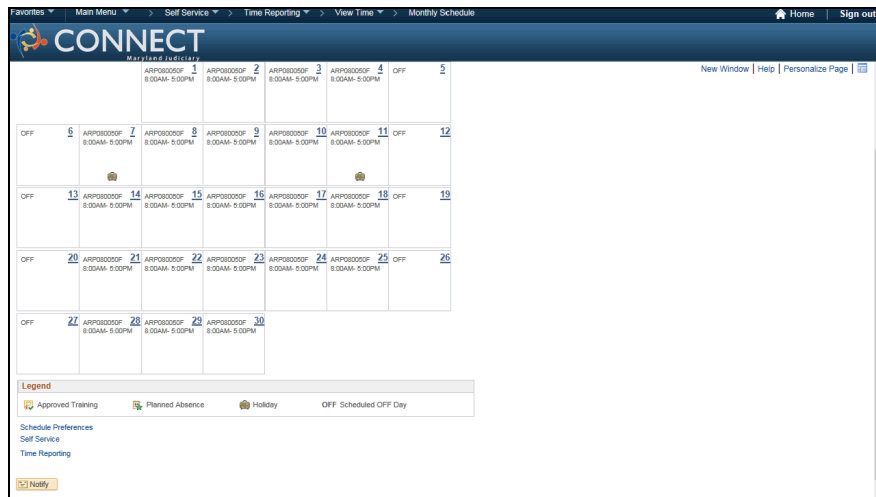 Favorites Main Menu > Self Service > Time Reporting > View Time > Monthly Schedule Home Sign out
CONNECT
Maryland Judiciary
New Window | Help | Personalize Page |
ARP080050F 1 ARP080050F 2 ARP080050F 3 ARP080050F 4 OFF 5
8:00AM- 5:00PM 8:00AM- 5:00PM 8:00AM- 5:00PM 8:00AM- 5:00PM
OFF 6 ARP080050F 7 ARP080050F 8 ARP080050F 9 ARP080050F 10 ARP080050F 11 OFF 12
8:00AM- 5:00PM 8:00AM- 5:00PM 8:00AM- 5:00PM 8:00AM- 5:00PM 8:00AM- 5:00PM
OFF 13 ARP080050F 14 ARP080050F 15 ARP080050F 16 ARP080050F 17 ARP080050F 18 OFF 19
8:00AM- 5:00PM 8:00AM- 5:00PM 8:00AM- 5:00PM 8:00AM- 5:00PM 8:00AM- 5:00PM
OFF 20 ARP080050F 21 ARP080050F 22 ARP080050F 23 ARP080050F 24 ARP080050F 25 OFF 26
8:00AM- 5:00PM 8:00AM- 5:00PM 8:00AM- 5:00PM 8:00AM- 5:00PM 8:00AM- 5:00PM
OFF 27 ARP080050F 28 ARP080050F 29 ARP080050F 30
8:00AM- 5:00PM 8:00AM- 5:00PM 8:00AM- 5:00PM
Legend
Approved Training Planned Absence Holiday OFF Scheduled OFF Day
Schedule Preferences
Self Service
Time Reporting
Notify